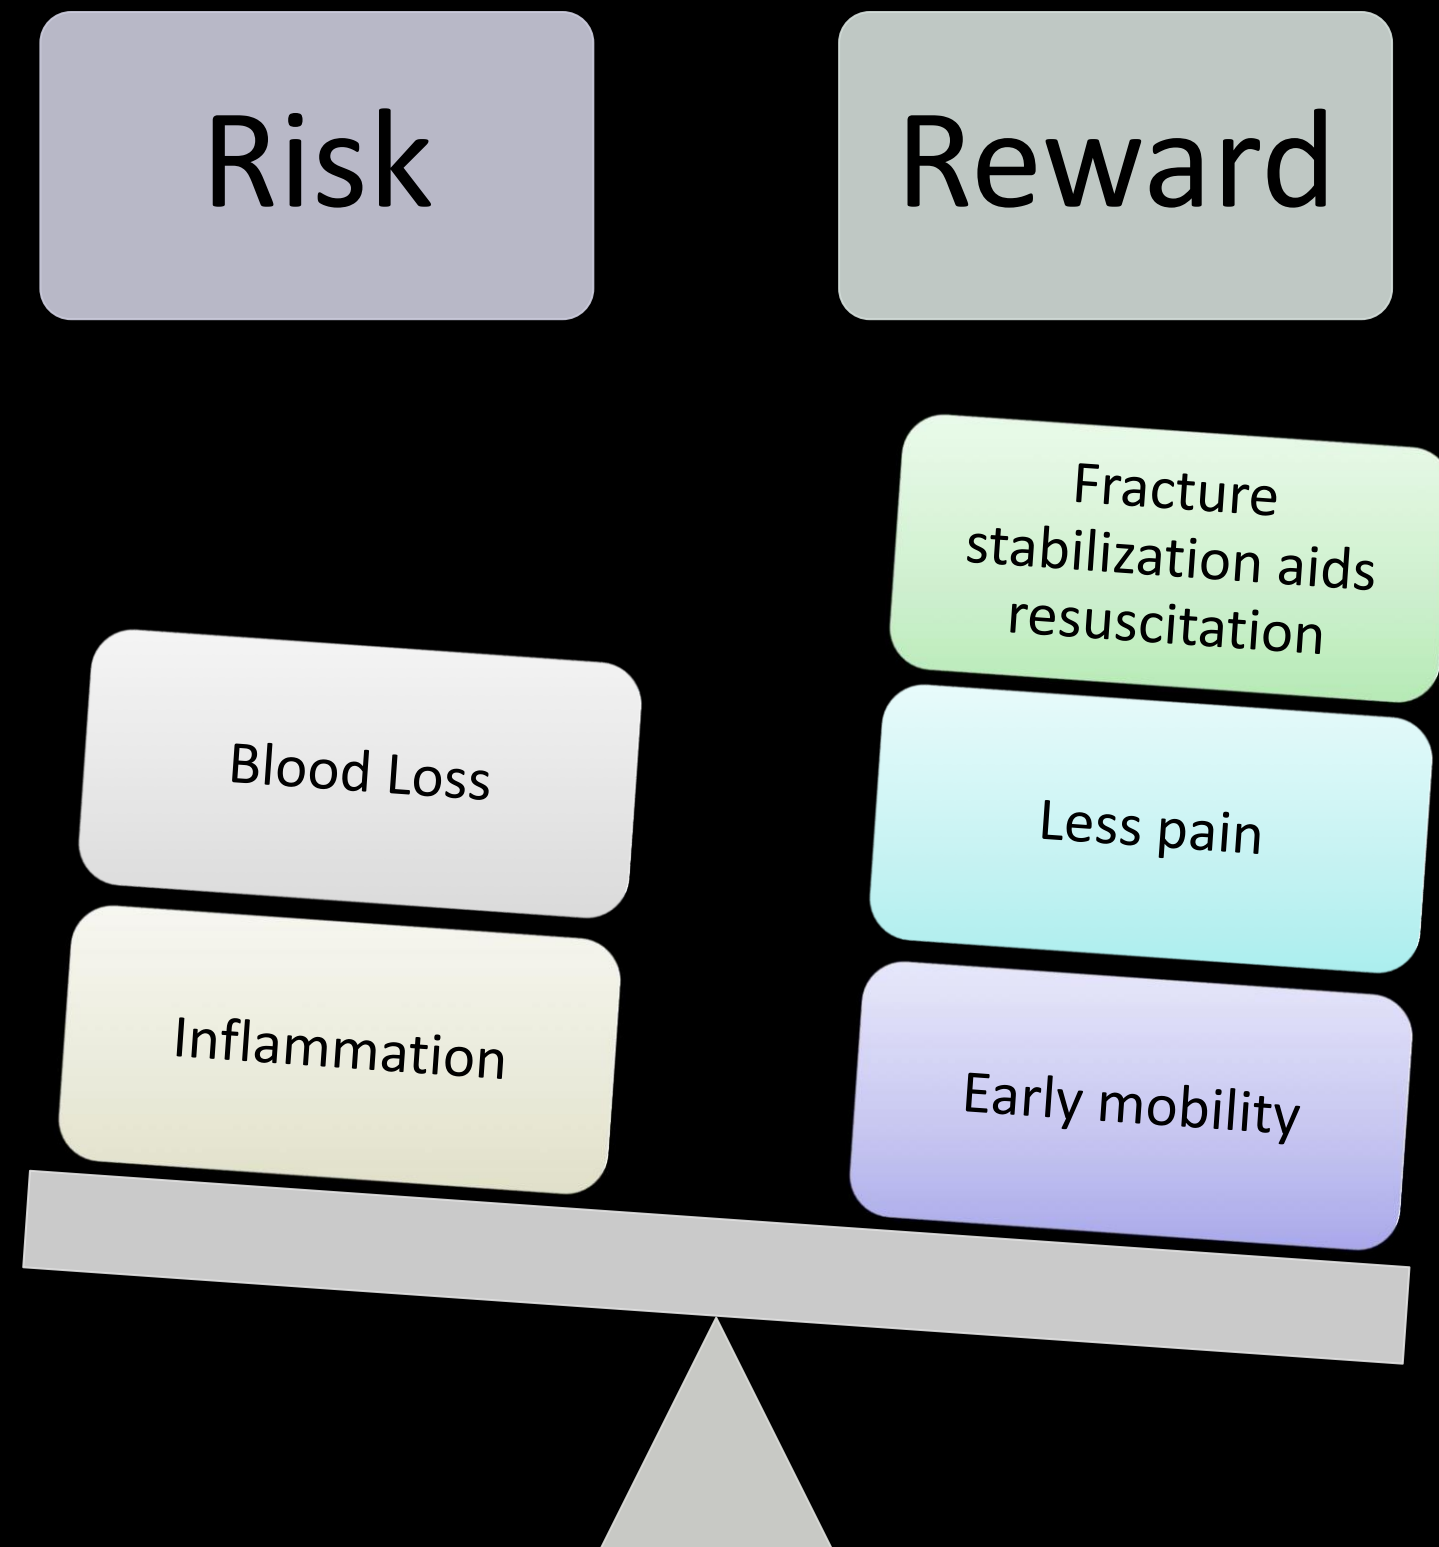 Risk
Reward
Blood Loss
Inflammation
Fracture
stabilization aids
resuscitation
Less pain
Early mobility